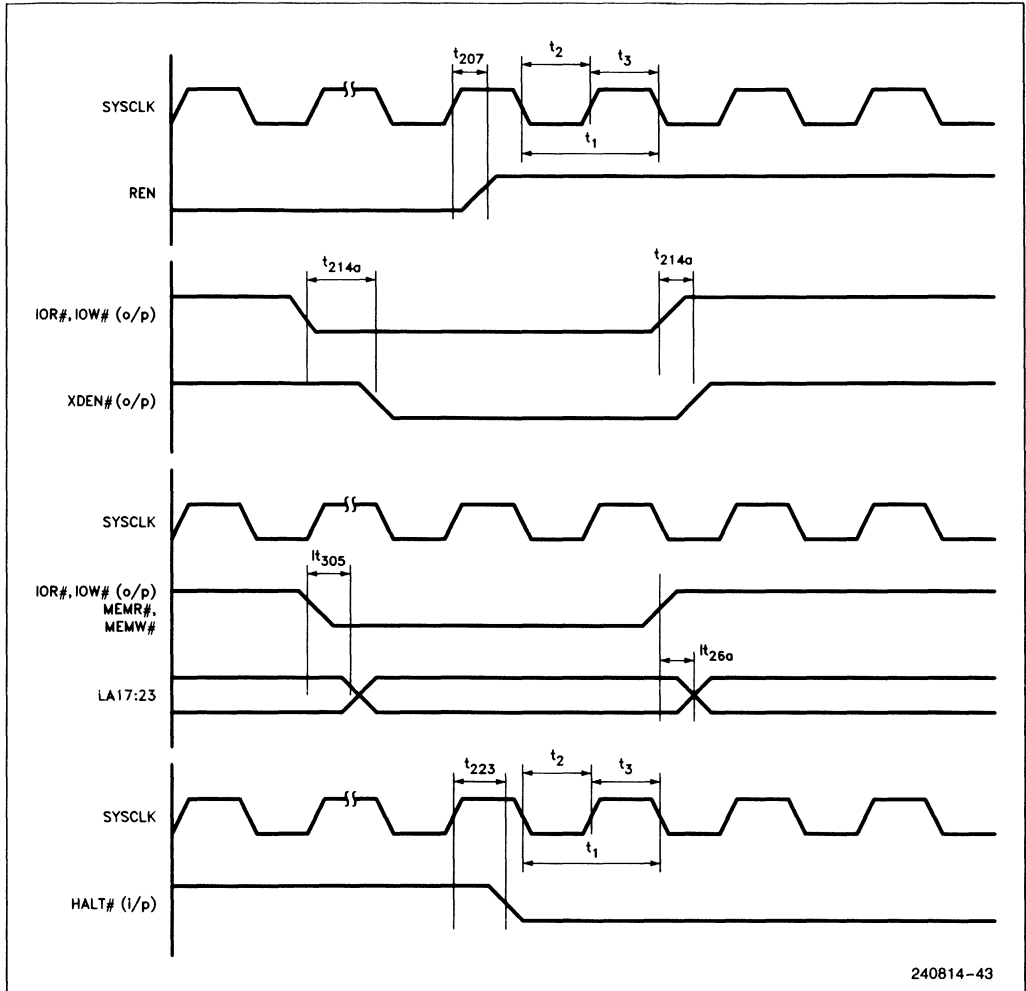 t207 t2 t3
SYSCLK
t1
REN
t214a t214a
IOR#, IOW# (o/p)
XDEN# (o/p)
SYSCLK
lt305
IOR#, IOW# (o/p)
MEMR#,
MEMW#
lt26a
LA17:23
t223 t2 t3
SYSCLK
t1
HALT# (i/p)
240814-43